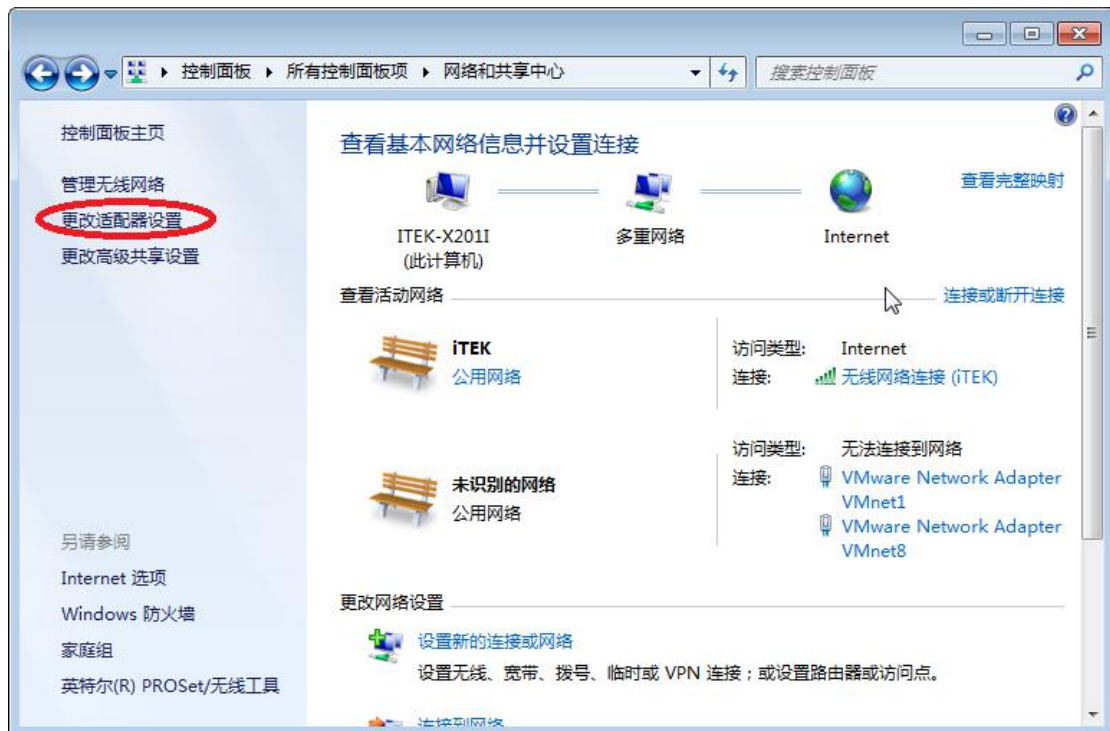 控制面板 ▸ 所有控制面板项 ▸ 网络和共享中心
搜索控制面板
控制面板主页
管理无线网络
更改适配器设置
更改高级共享设置
另请参阅
Internet 选项
Windows 防火墙
家庭组
英特尔(R) PROSet/无线工具
查看基本网络信息并设置连接
ITEK-X201I
(此计算机)
多重网络
Internet
查看完整映射
查看活动网络
连接或断开连接
iTEK
公用网络
访问类型: Internet
连接: 无线网络连接 (iTEK)
未识别的网络
公用网络
访问类型: 无法连接到网络
连接: VMware Network Adapter
VMnet1
VMware Network Adapter
VMnet8
更改网络设置
设置新的连接或网络
设置无线、宽带、拨号、临时或 VPN 连接；或设置路由器或访问点。
连接到网络